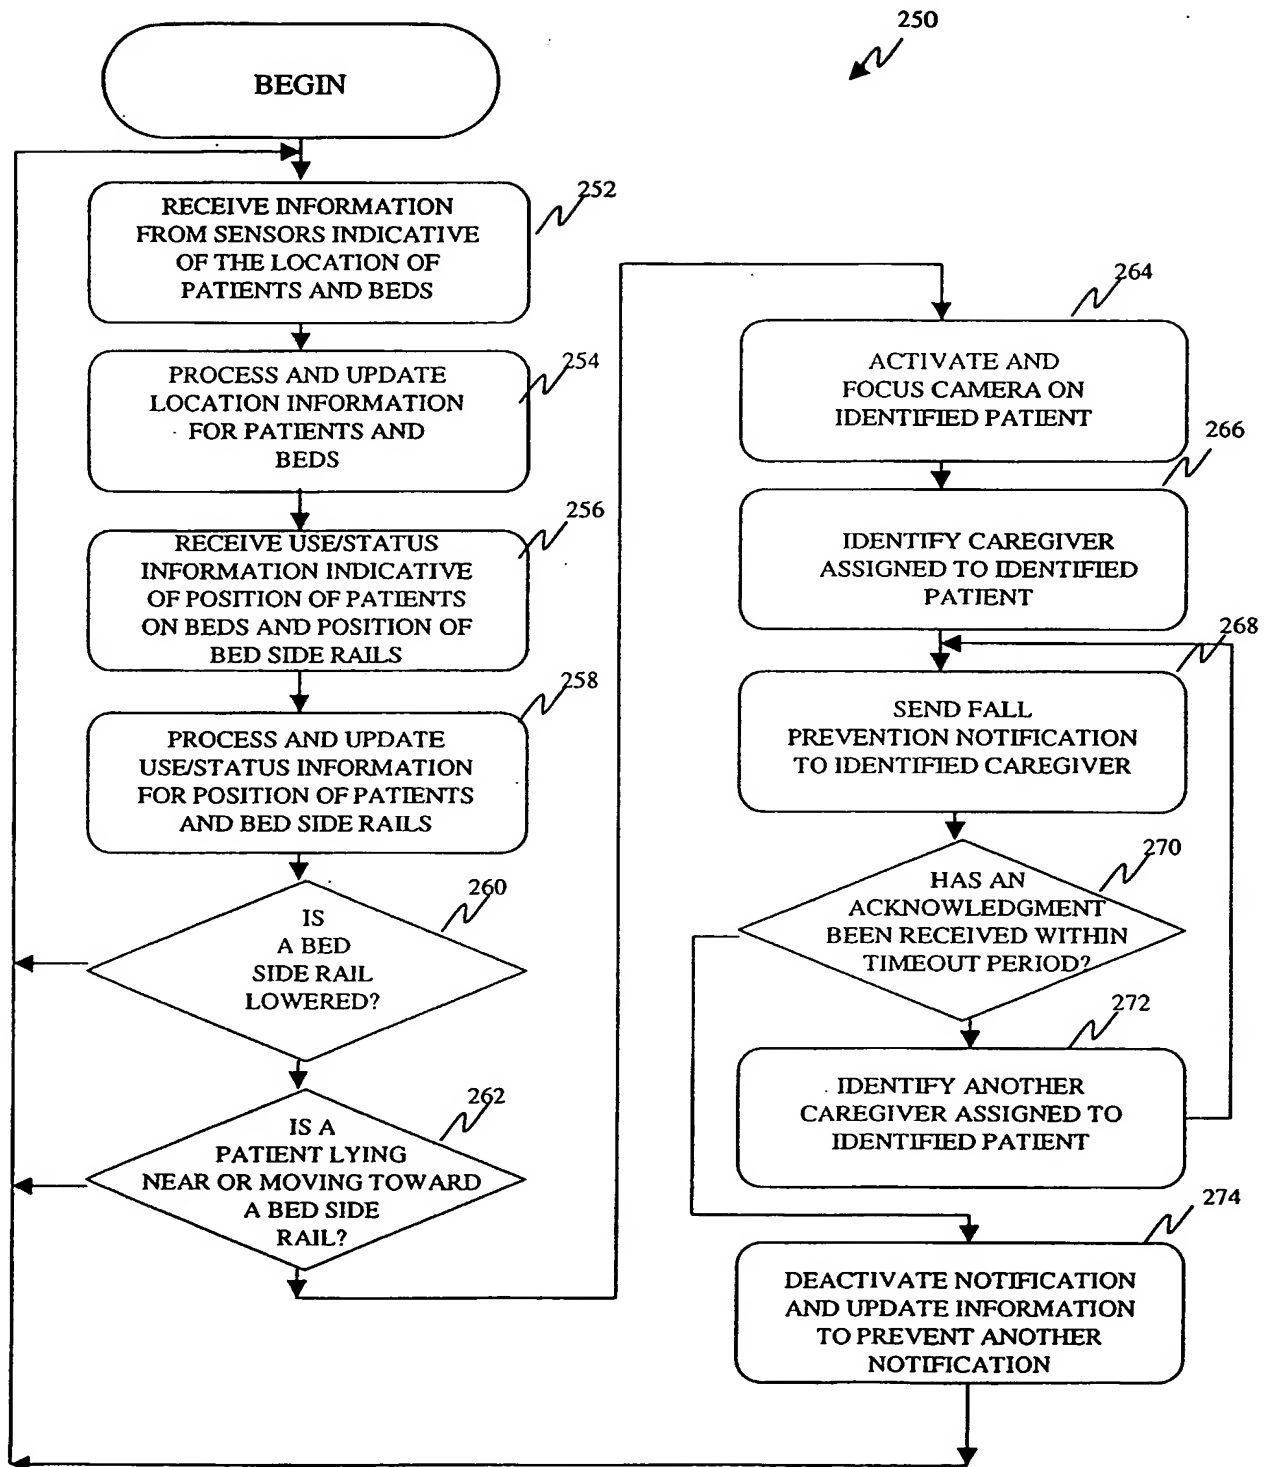 250
BEGIN
252
RECEIVE INFORMATION
FROM SENSORS INDICATIVE
OF THE LOCATION OF
PATIENTS AND BEDS
254
PROCESS AND UPDATE
LOCATION INFORMATION
FOR PATIENTS AND
BEDS
256
RECEIVE USE/STATUS
INFORMATION INDICATIVE
OF POSITION OF PATIENTS
ON BEDS AND POSITION OF
BED SIDE RAILS
258
PROCESS AND UPDATE
USE/STATUS INFORMATION
FOR POSITION OF PATIENTS
AND BED SIDE RAILS
260
IS
A BED
SIDE RAIL
LOWERED?
262
IS A
PATIENT LYING
NEAR OR MOVING TOWARD
A BED SIDE
RAIL?
264
ACTIVATE AND
FOCUS CAMERA ON
IDENTIFIED PATIENT
266
IDENTIFY CAREGIVER
ASSIGNED TO IDENTIFIED
PATIENT
268
SEND FALL
PREVENTION NOTIFICATION
TO IDENTIFIED CAREGIVER
270
HAS AN
ACKNOWLEDGMENT
BEEN RECEIVED WITHIN
TIMEOUT PERIOD?
272
IDENTIFY ANOTHER
CAREGIVER ASSIGNED TO
IDENTIFIED PATIENT
274
DEACTIVATE NOTIFICATION
AND UPDATE INFORMATION
TO PREVENT ANOTHER
NOTIFICATION